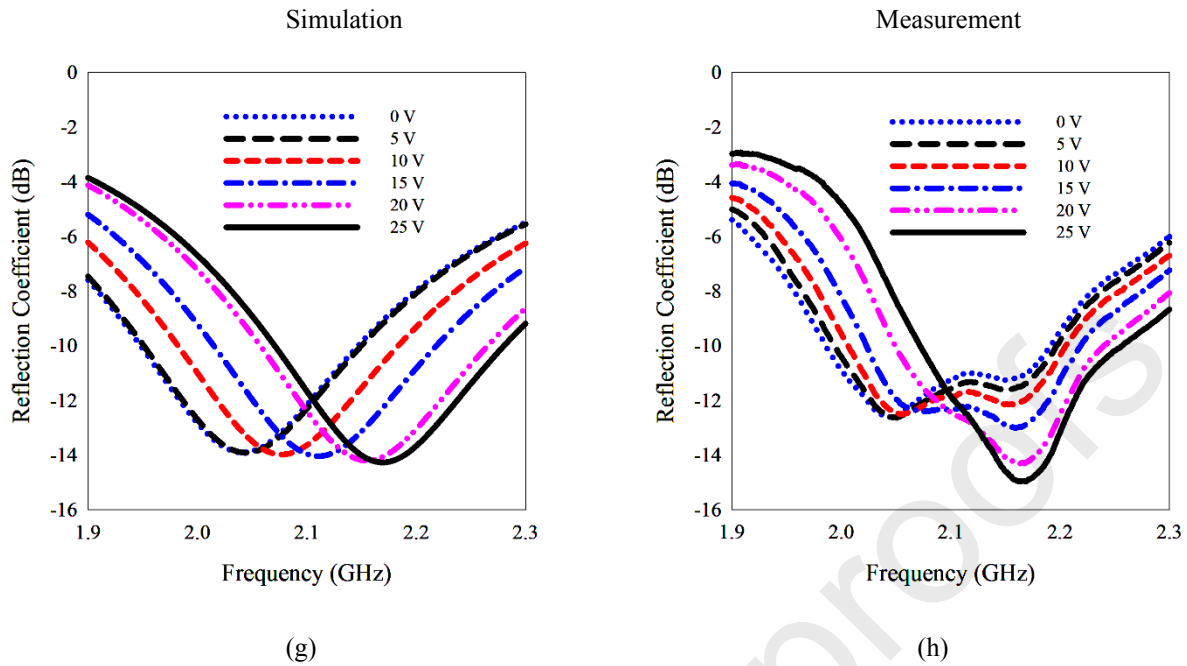 Simulation
Measurement
0
-2
-4
-6
-8
-10
-12
-14
-16
Reflection Coefficient (dB)
0 V
5 V
10 V
15 V
20 V
25 V
1.9
2.0
2.1
2.2
2.3
Frequency (GHz)
(g)
0
-2
-4
-6
-8
-10
-12
-14
-16
Reflection Coefficient (dB)
0 V
5 V
10 V
15 V
20 V
25 V
1.9
2.0
2.1
2.2
2.3
Frequency (GHz)
(h)
proofs